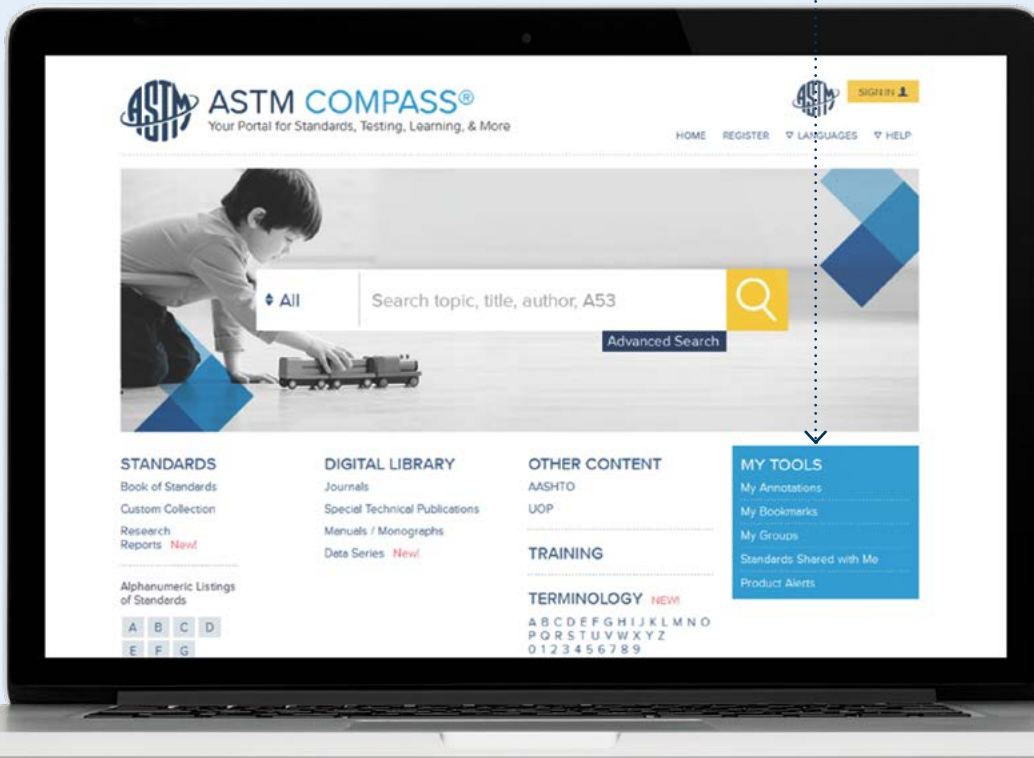 ASTM
ASTM COMPASS®
Your Portal for Standards, Testing, Learning, & More
ASTM
SIGN IN
HOME REGISTER ▽ LANGUAGES ▽ HELP
All
Search topic, title, author, A53
Advanced Search
STANDARDS
Book of Standards
Custom Collection
Research
Reports New!
Alphanumeric Listings
of Standards
A B C D
E F G
DIGITAL LIBRARY
Journals
Special Technical Publications
Manuals / Monographs
Data Series New!
OTHER CONTENT
AASHTO
UOP
TRAINING
TERMINOLOGY NEW!
A B C D E F G H I J K L M N O
P Q R S T U V W X Y Z
0 1 2 3 4 5 6 7 8 9
MY TOOLS
My Annotations
My Bookmarks
My Groups
Standards Shared with Me
Product Alerts